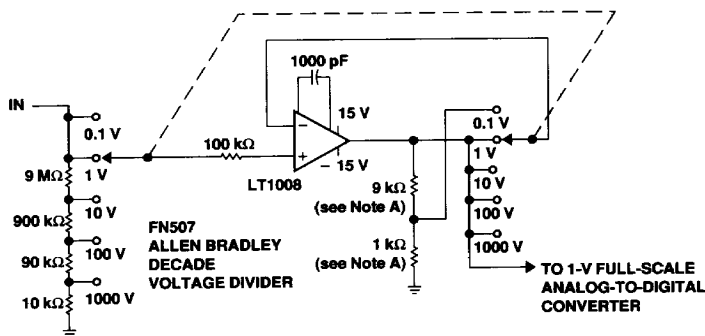 1000 pF
IN
0.1 V
15 V
0.1 V
100 kΩ
1 V
−
+
1 V
9 MΩ
− 15 V
10 V
10 V
LT1008
9 kΩ
(see Note A)
900 kΩ
100 V
FN507
ALLEN BRADLEY
DECADE
VOLTAGE DIVIDER
100 V
90 kΩ
1 kΩ
(see Note A)
1000 V
1000 V
10 kΩ
TO 1-V FULL-SCALE
ANALOG-TO-DIGITAL
CONVERTER